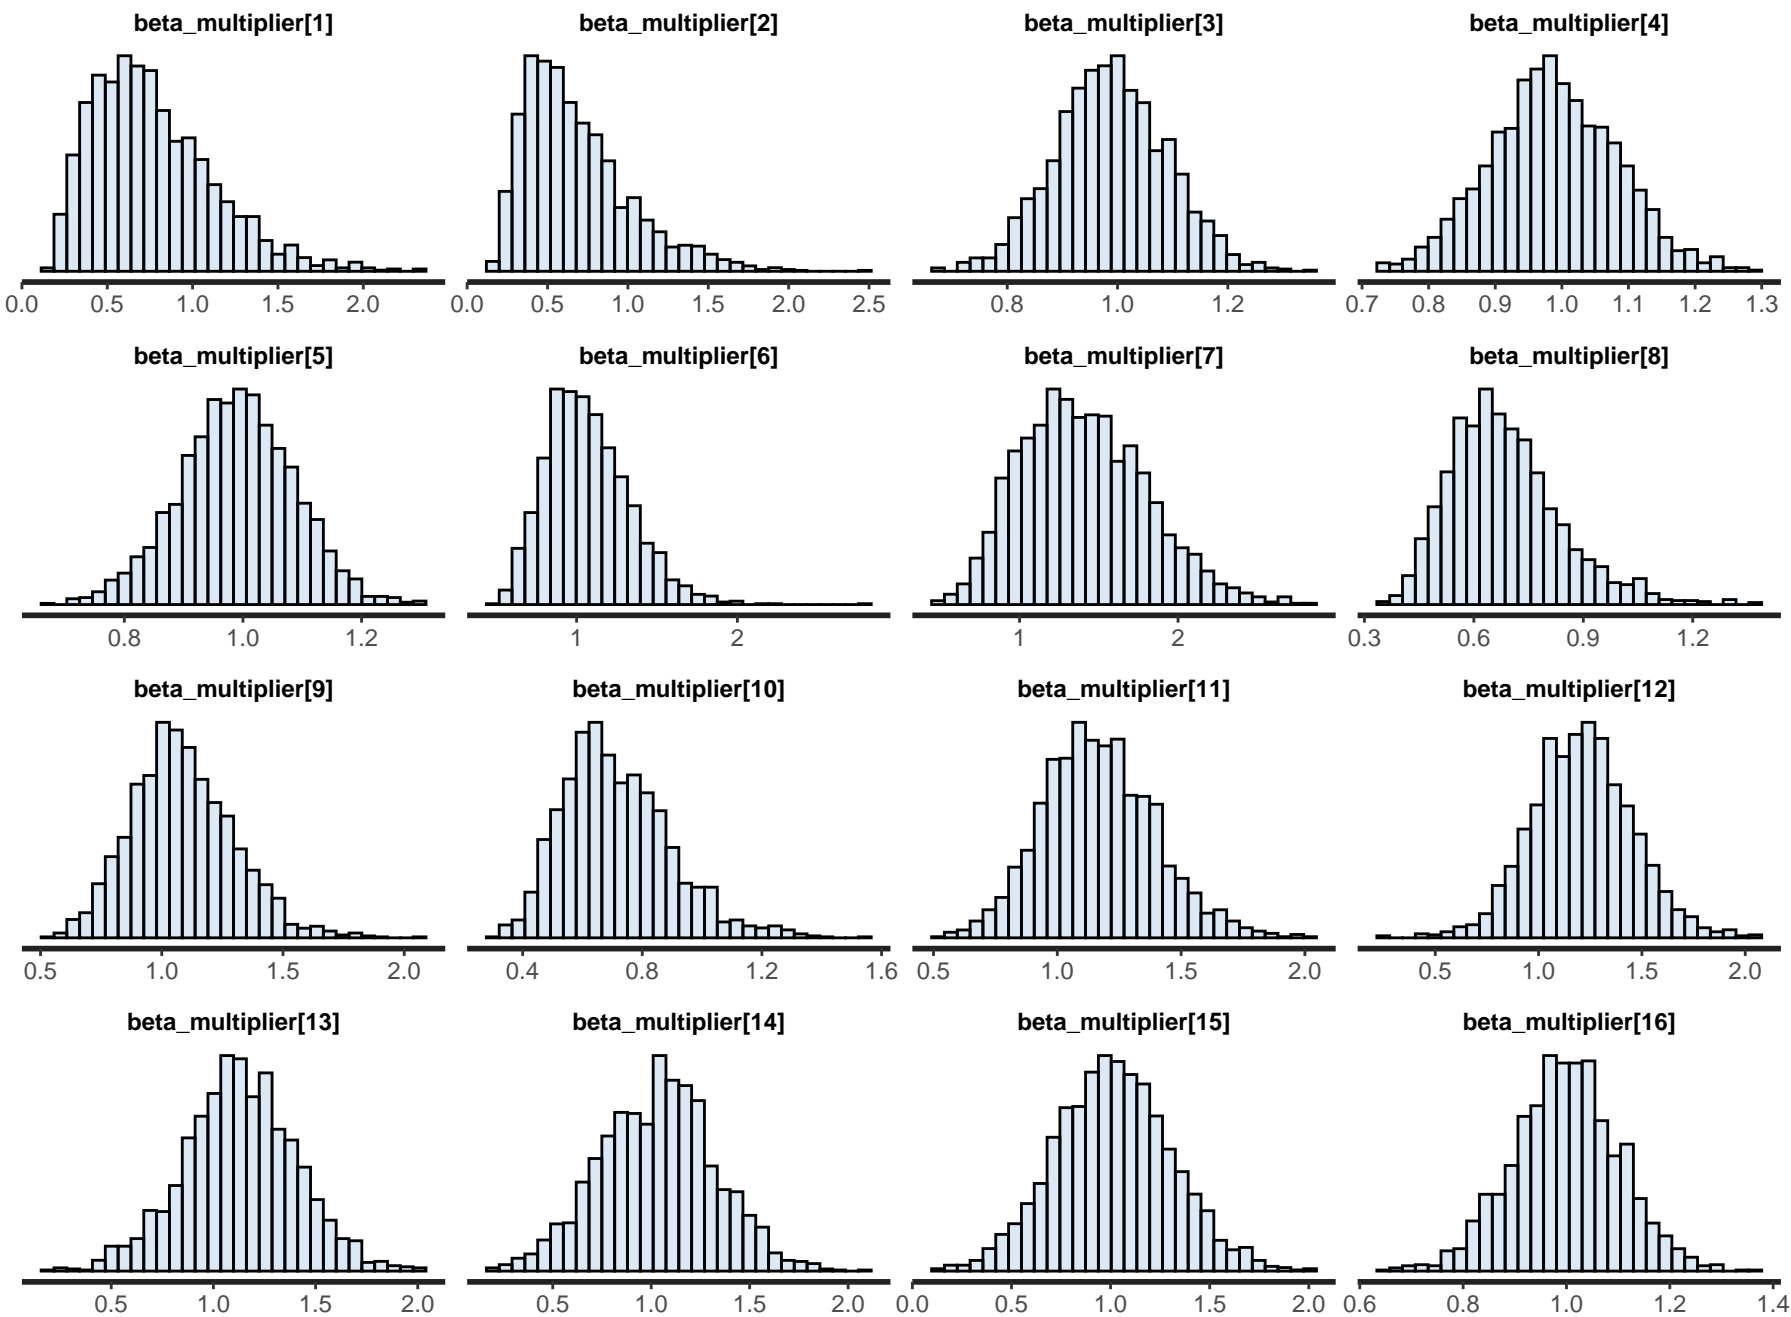 beta_multiplier[1] beta_multiplier[2] beta_multiplier[3] beta_multiplier[4]
0.0 0.5 1.0 1.5 2.0 0.0 0.5 1.0 1.5 2.0 2.5 0.8 1.0 1.2 0.7 0.8 0.9 1.0 1.1 1.2 1.3
beta_multiplier[5] beta_multiplier[6] beta_multiplier[7] beta_multiplier[8]
0.8 1.0 1.2 1 2 1 2 0.3 0.6 0.9 1.2
beta_multiplier[9] beta_multiplier[10] beta_multiplier[11] beta_multiplier[12]
0.5 1.0 1.5 2.0 0.4 0.8 1.2 1.6 0.5 1.0 1.5 2.0 0.5 1.0 1.5 2.0
beta_multiplier[13] beta_multiplier[14] beta_multiplier[15] beta_multiplier[16]
0.5 1.0 1.5 2.0 0.5 1.0 1.5 2.0 0.0 0.5 1.0 1.5 2.0 0.6 0.8 1.0 1.2 1.4